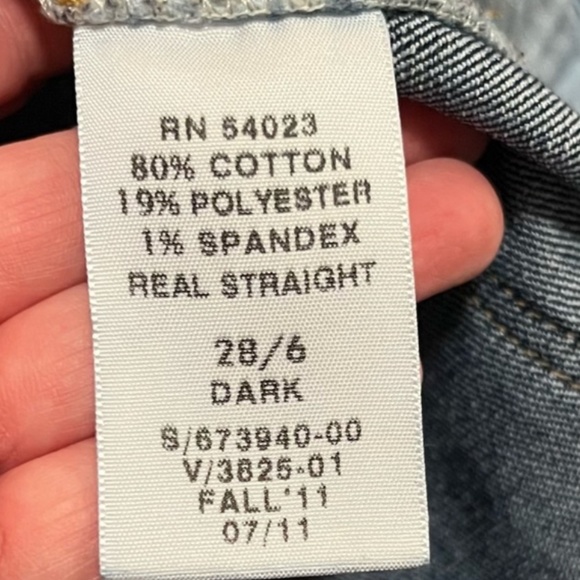 RN 54023
80% COTTON
19% POLYESTER
1% SPANDEX
REAL STRAIGHT
28/6
DARK
S/673940-00
V/3825-01
FALL'11
07/11